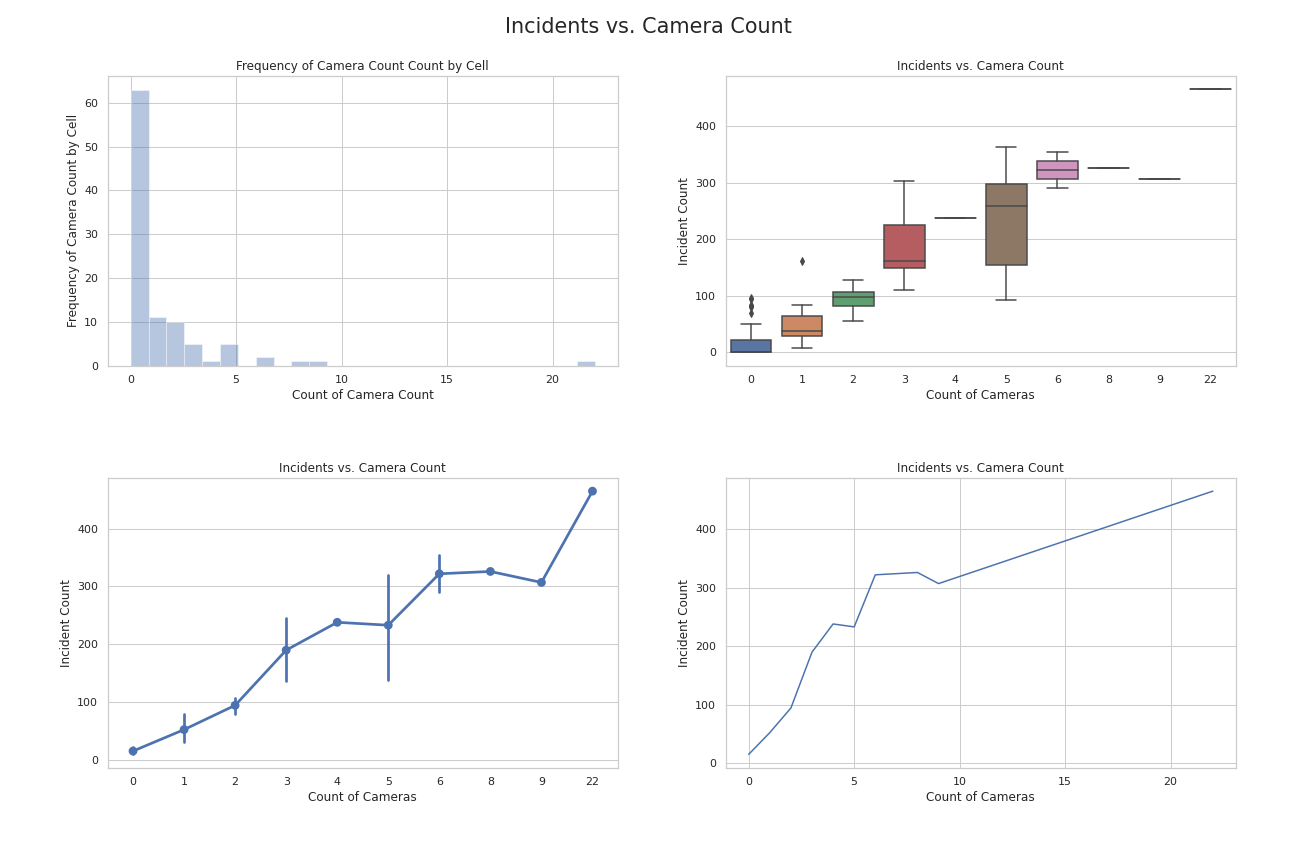 Incidents vs. Camera Count
Frequency of Camera Count Count by Cell
Frequency of Camera Count by Cell
60
50
40
30
20
10
0
0 5 10 15 20
Count of Camera Count
Incidents vs. Camera Count
Incident Count
400
300
200
100
0
0 1 2 3 4 5 6 8 9 22
Count of Cameras
Incidents vs. Camera Count
Incident Count
400
300
200
100
0
0 1 2 3 4 5 6 8 9 22
Count of Cameras
Incidents vs. Camera Count
Incident Count
400
300
200
100
0
0 5 10 15 20
Count of Cameras